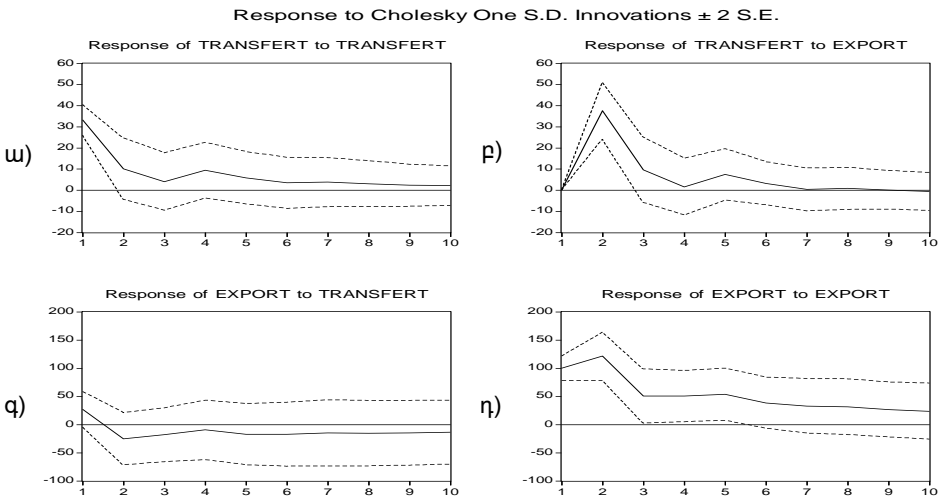 Response to Cholesky One S.D. Innovations ± 2 S.E.
Response of TRANSFERT to TRANSFERT
60
50
40
30
20
10
0
-10
-20
1 2 3 4 5 6 7 8 9 10
ա)
Response of TRANSFERT to EXPORT
60
50
40
30
20
10
0
-10
-20
1 2 3 4 5 6 7 8 9 10
բ)
Response of EXPORT to TRANSFERT
200
150
100
50
0
-50
-100
1 2 3 4 5 6 7 8 9 10
գ)
Response of EXPORT to EXPORT
200
150
100
50
0
-50
-100
1 2 3 4 5 6 7 8 9 10
դ)